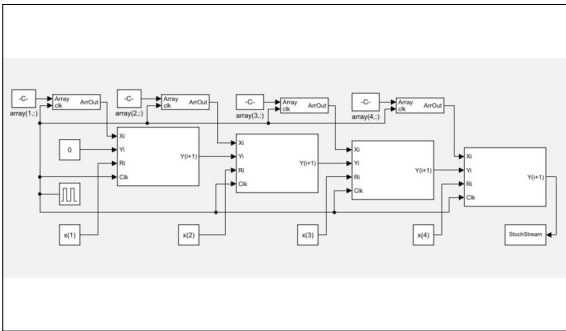 -C-
array(1,:)
Array
clk
ArrOut
-C-
array(2,:)
Array
clk
ArrOut
-C-
array(3,:)
Array
clk
ArrOut
-C-
array(4,:)
Array
clk
ArrOut
0
Xi
Yi
Ri
Clk
Y(i+1)
Xi
Yi
Ri
Clk
Y(i+1)
Xi
Yi
Ri
Clk
Y(i+1)
Xi
Yi
Ri
Clk
Y(i+1)
x(1)
x(2)
x(3)
x(4)
StochStream